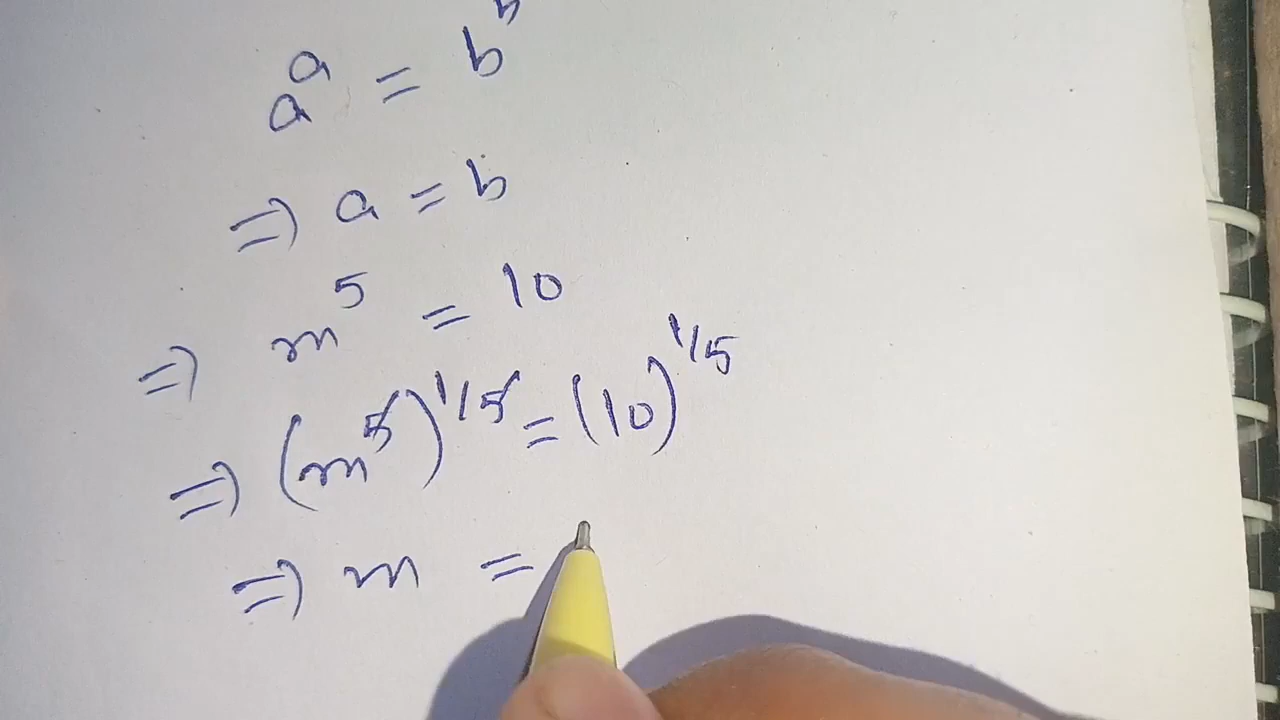 a^a = b^b
⇒ a = b
⇒ m^5 = 10
⇒ (m^5)^1/5 = (10)^1/5
⇒ m =